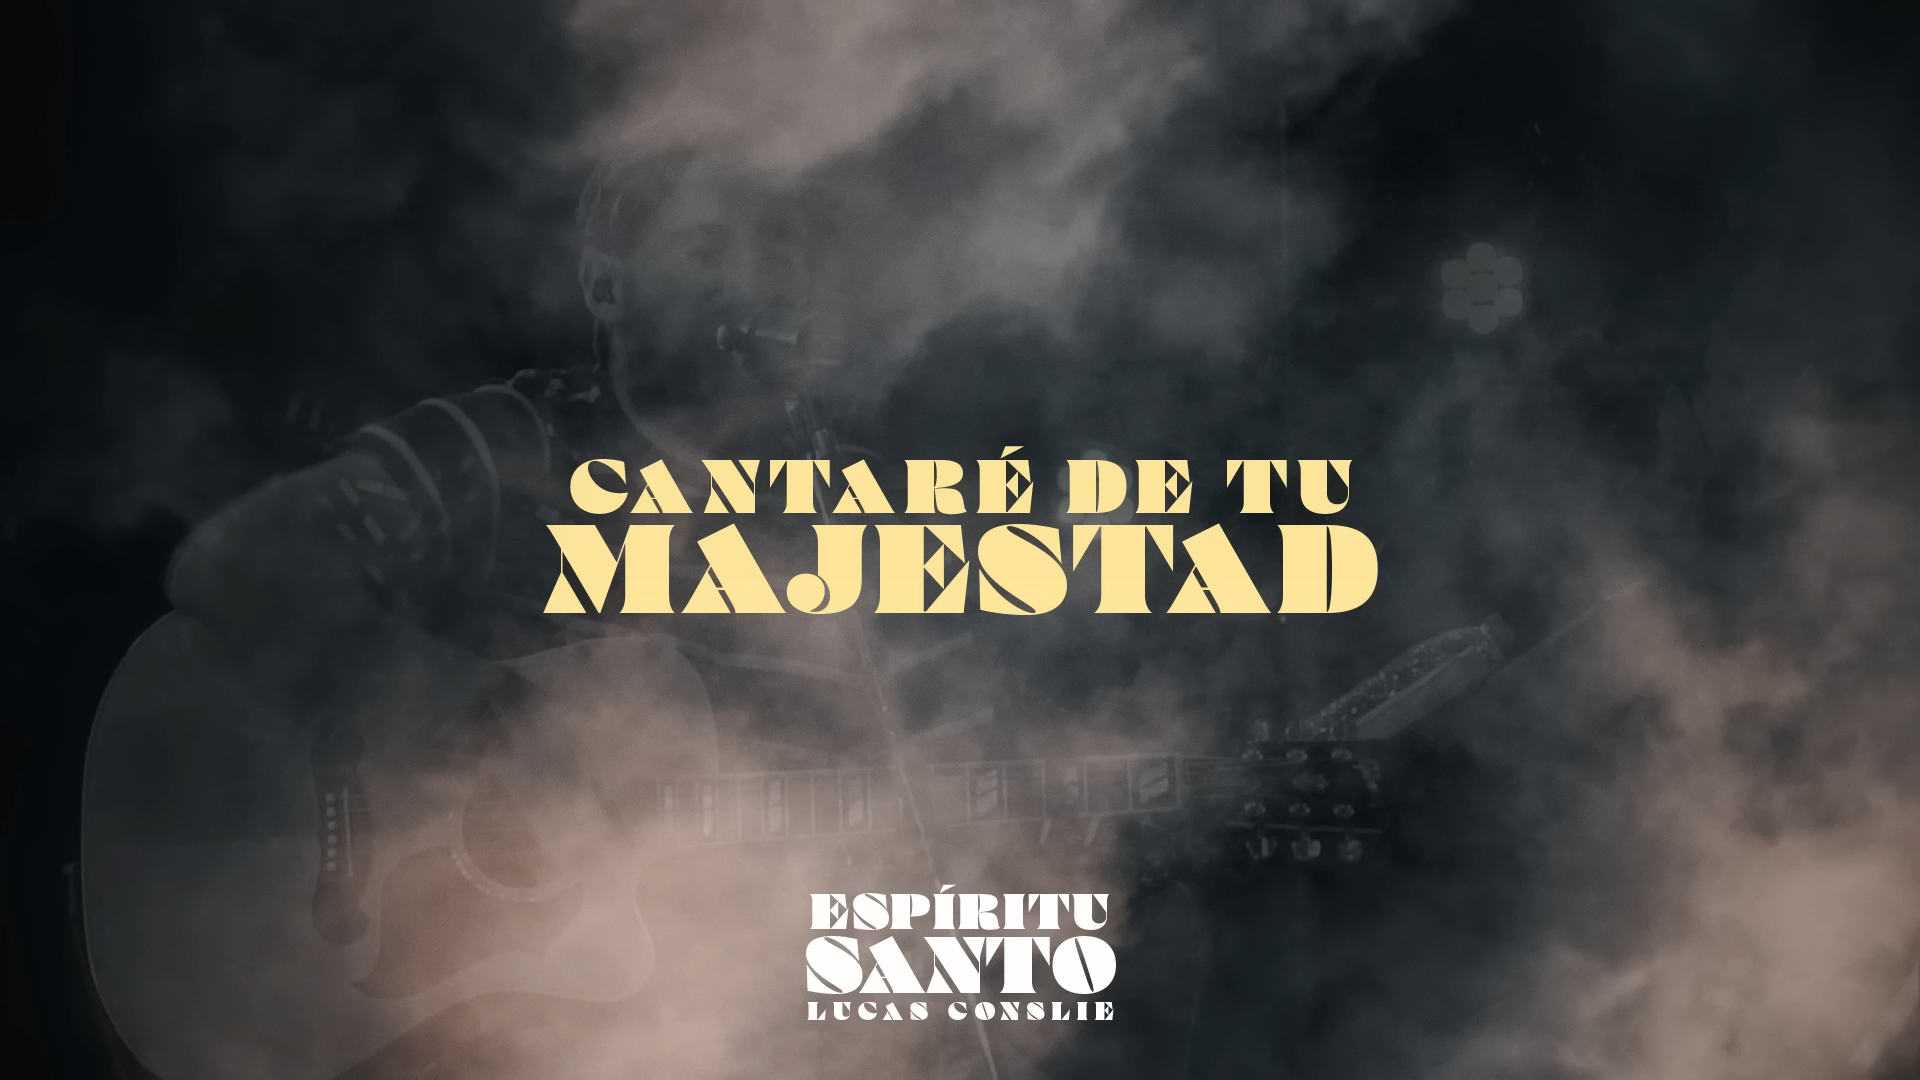 CANTARÉ DE TU
MAJESTAD
ESPÍRITU
SANTO
LUCAS CONSLIE